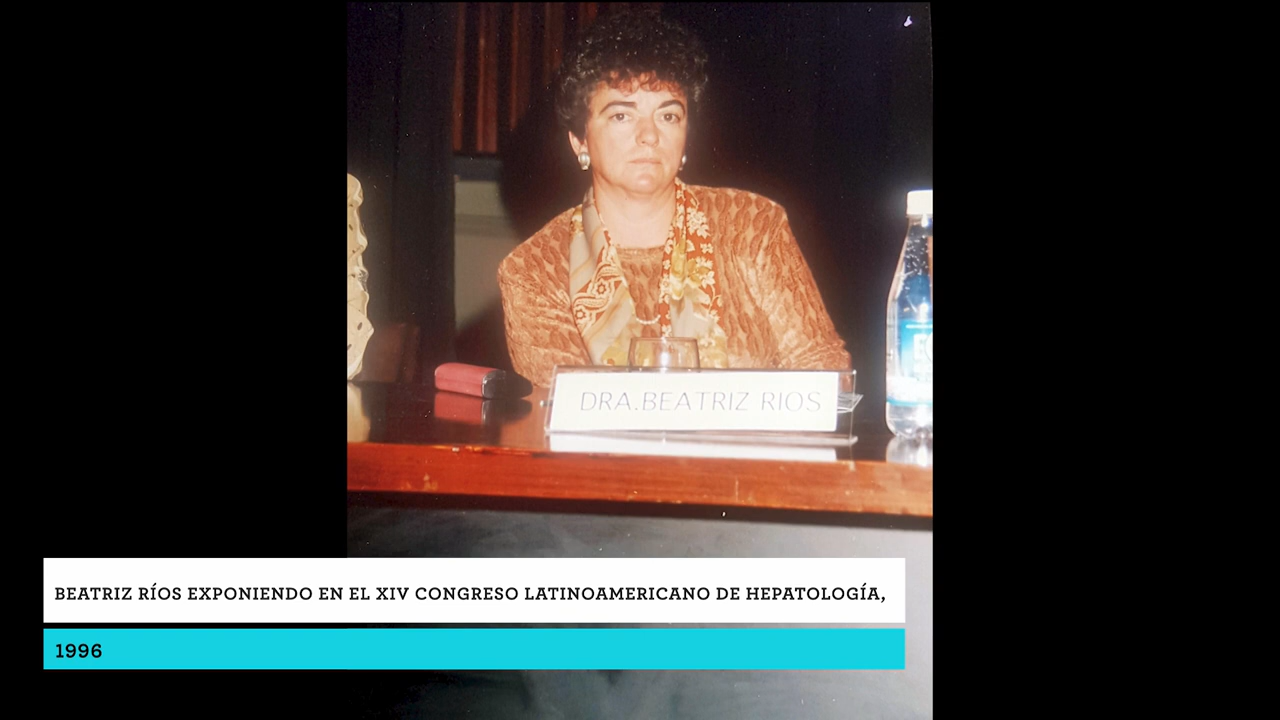 DRA.BEATRIZ RIOS
BEATRIZ RÍOS EXPONIENDO EN EL XIV CONGRESO LATINOAMERICANO DE HEPATOLOGÍA,
1996